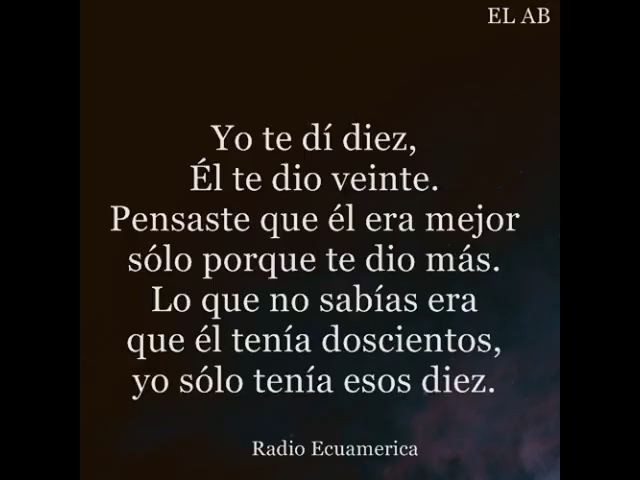 EL AB
Yo te dí diez,
Él te dio veinte.
Pensaste que él era mejor
sólo porque te dio más.
Lo que no sabías era
que él tenía doscientos,
yo sólo tenía esos diez.
Radio Ecuamerica